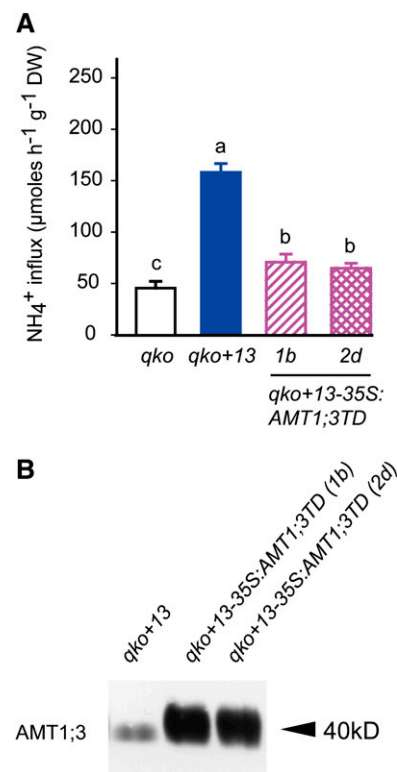 A
NH4+ influx (µmoles h-1 g-1 DW)
250
200
150
100
50
0
c
a
b
b
qko
qko+13
1b
2d
qko+13-35S:
AMT1;3TD
B
qko+13
qko+13-35S:AMT1;3TD (1b)
qko+13-35S:AMT1;3TD (2d)
AMT1;3
40kD